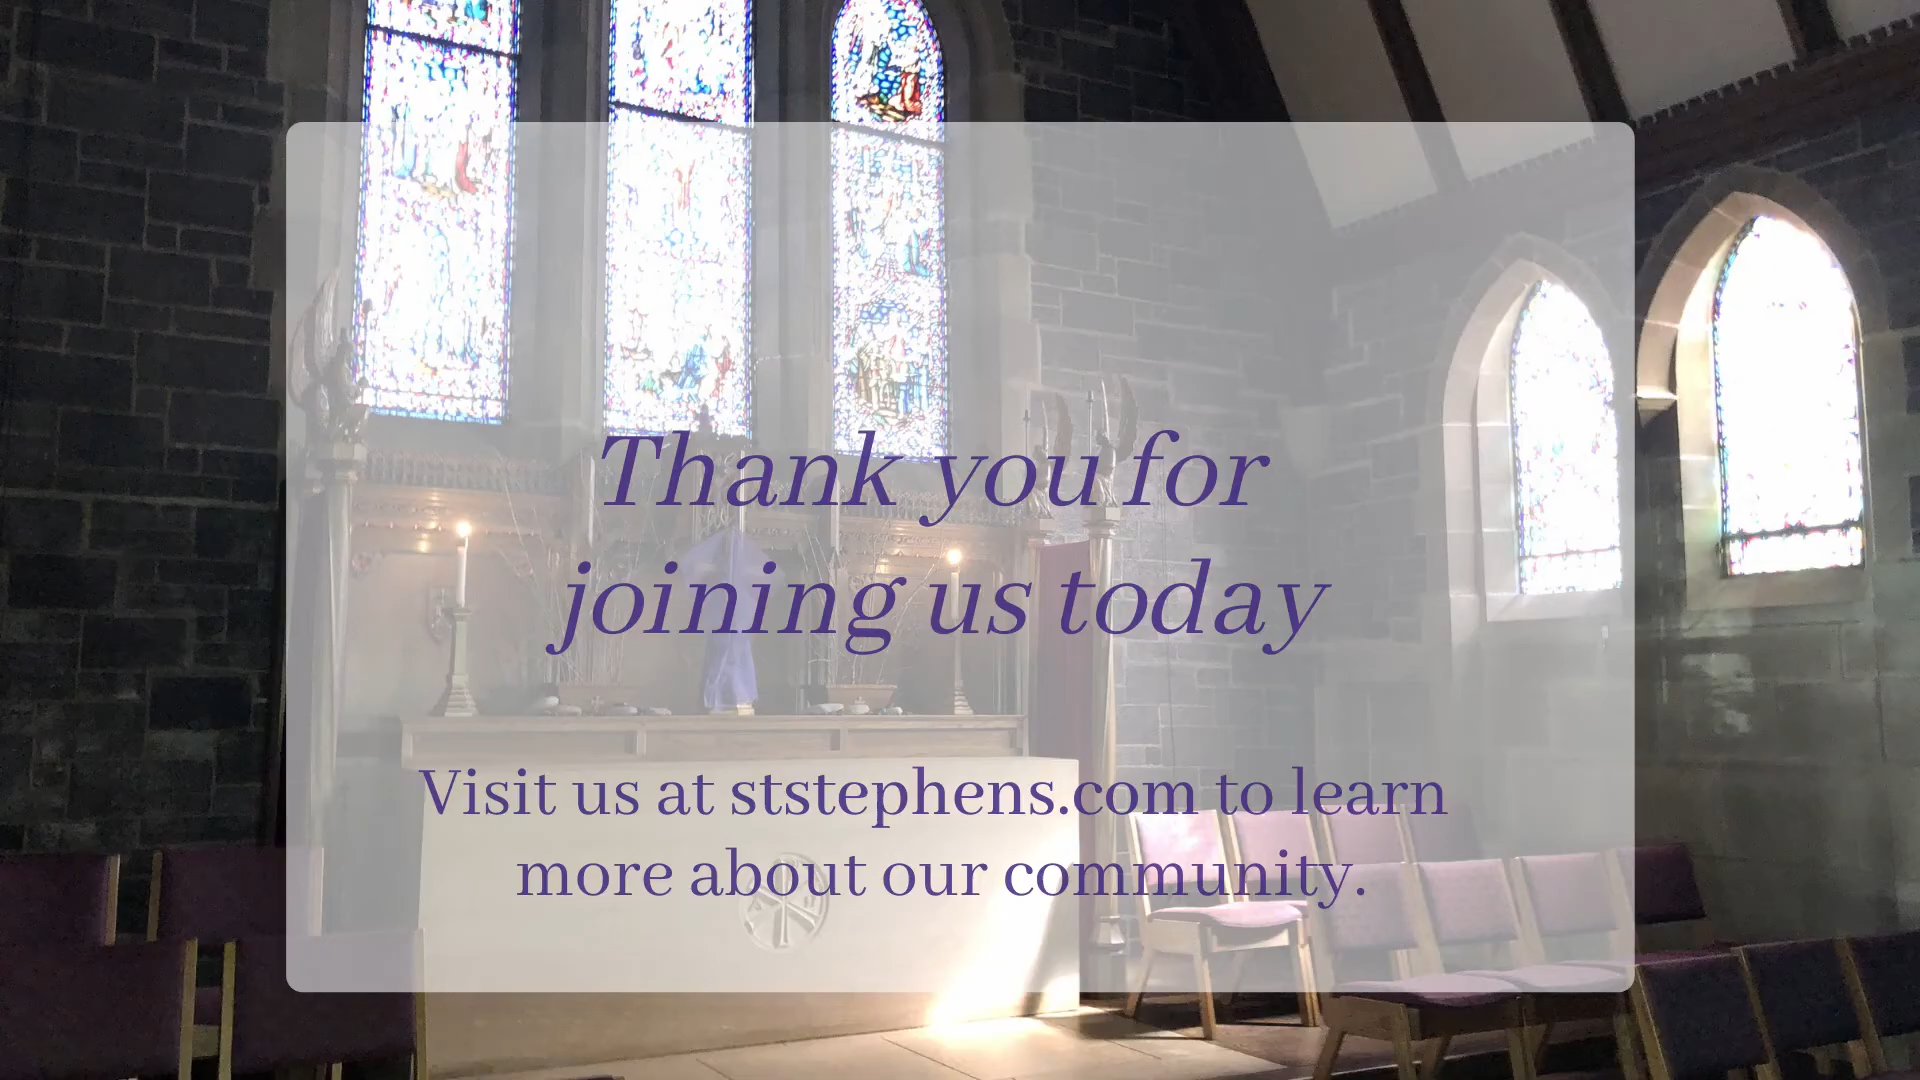 Thank you for
joining us today
Visit us at ststephens.com to learn
more about our community.